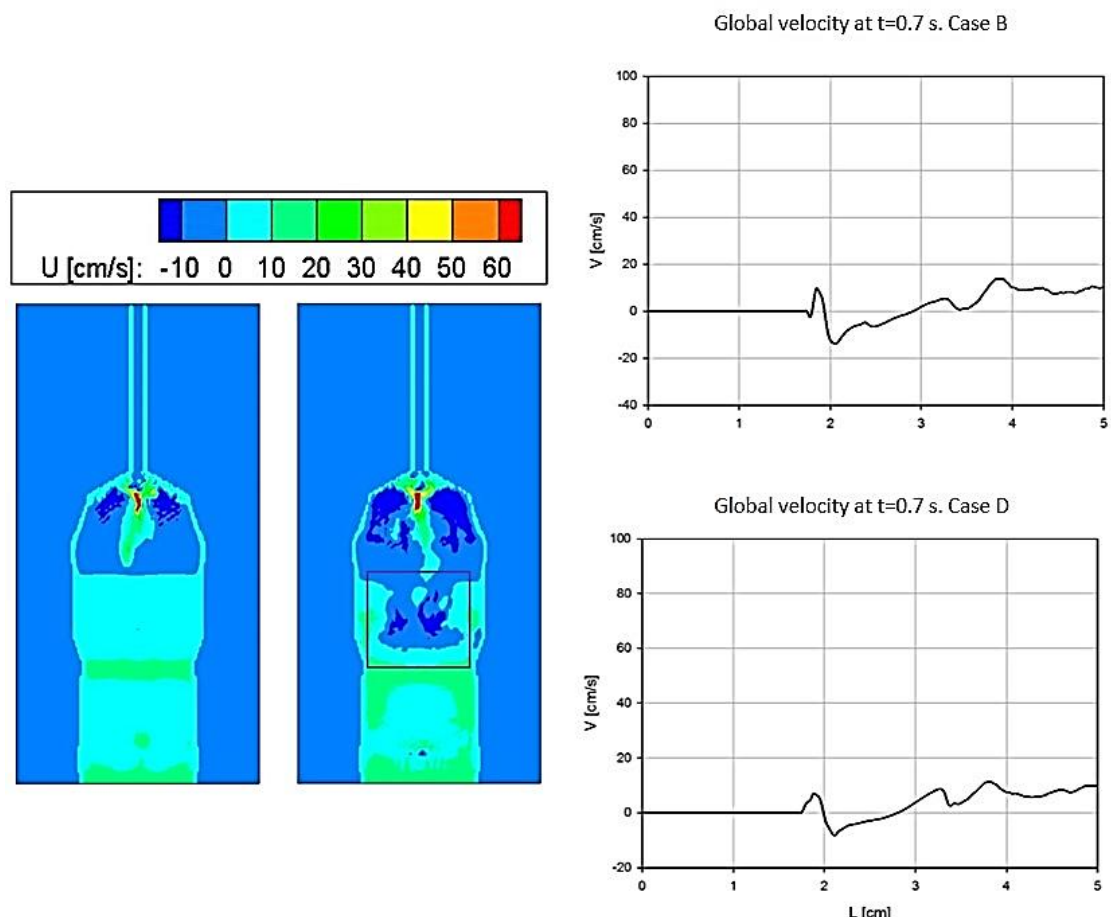 Global velocity at t=0.7 s. Case B
U [cm/s]: -10 0 10 20 30 40 50 60
V [cm/s]
100
80
60
40
20
0
-20
-40
0 1 2 3 4 5
Global velocity at t=0.7 s. Case D
V [cm/s]
100
80
60
40
20
0
-20
0 1 2 3 4 5
L [cm]